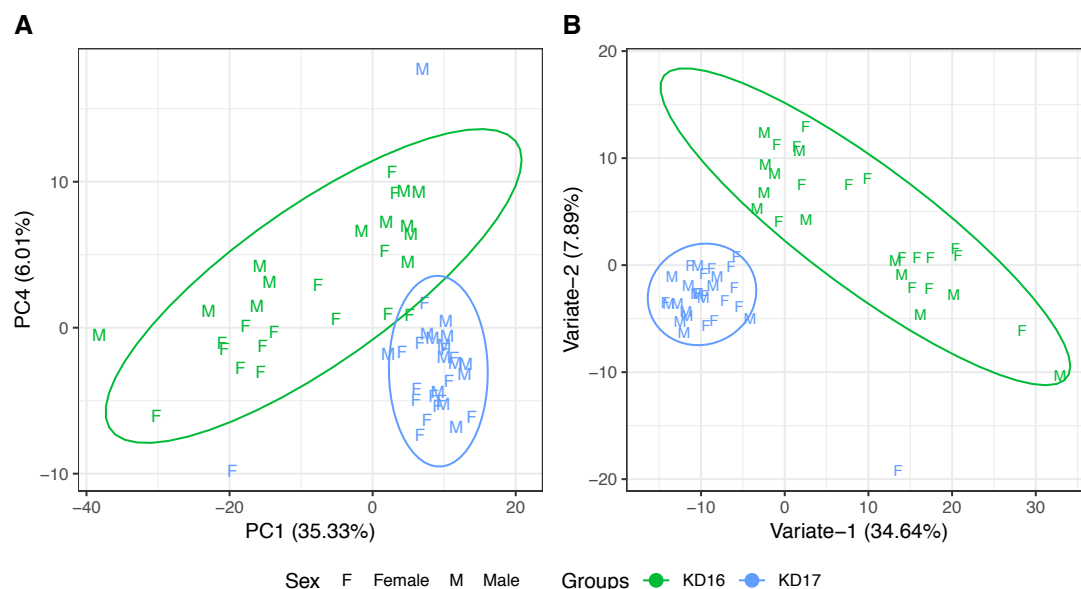 A
B
M
20
10
0
−10
−20
10
0
−10
PC4 (6.01%)
Variate−2 (7.89%)
−40
−20
0
20
−10
0
10
20
30
PC1 (35.33%)
Variate−1 (34.64%)
Sex F Female M Male Groups KD16 KD17